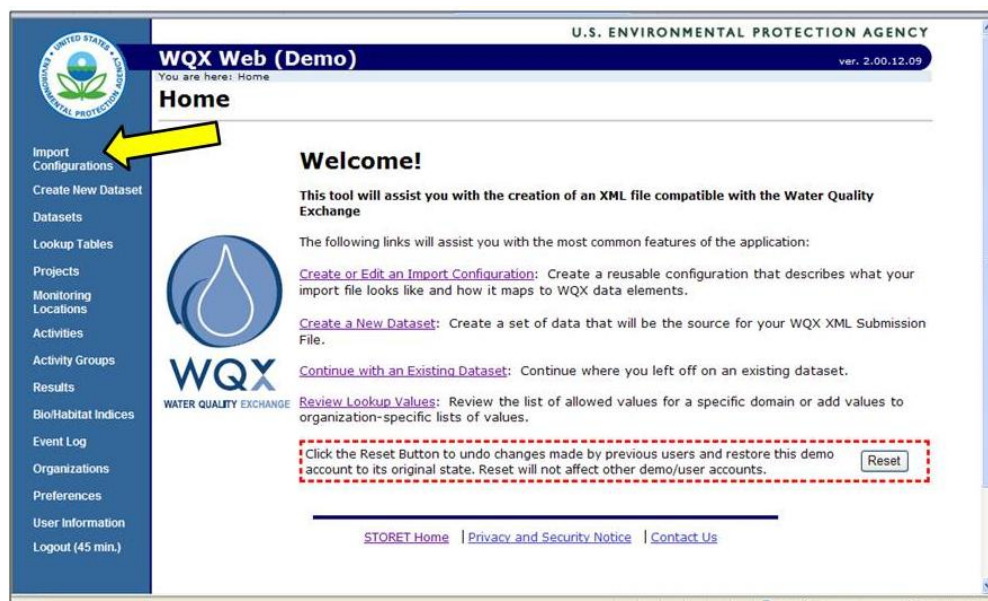 U.S. ENVIRONMENTAL PROTECTION AGENCY
UNITED STATES
ENVIRONMENTAL PROTECTION
AGENCY
WQX Web (Demo)
ver. 2.00.12.09
You are here: Home
Home
Import
Configurations
Create New Dataset
Datasets
Lookup Tables
Projects
Monitoring
Locations
Activities
Activity Groups
Results
Bio/Habitat Indices
Event Log
Organizations
Preferences
User Information
Logout (45 min.)
WQX
WATER QUALITY EXCHANGE
Welcome!
This tool will assist you with the creation of an XML file compatible with the Water Quality
Exchange
The following links will assist you with the most common features of the application:
Create or Edit an Import Configuration: Create a reusable configuration that describes what your
import file looks like and how it maps to WQX data elements.
Create a New Dataset: Create a set of data that will be the source for your WQX XML Submission
File.
Continue with an Existing Dataset: Continue where you left off on an existing dataset.
Review Lookup Values: Review the list of allowed values for a specific domain or add values to
organization-specific lists of values.
Click the Reset Button to undo changes made by previous users and restore this demo
account to its original state. Reset will not affect other demo/user accounts.
Reset
STORET Home | Privacy and Security Notice | Contact Us